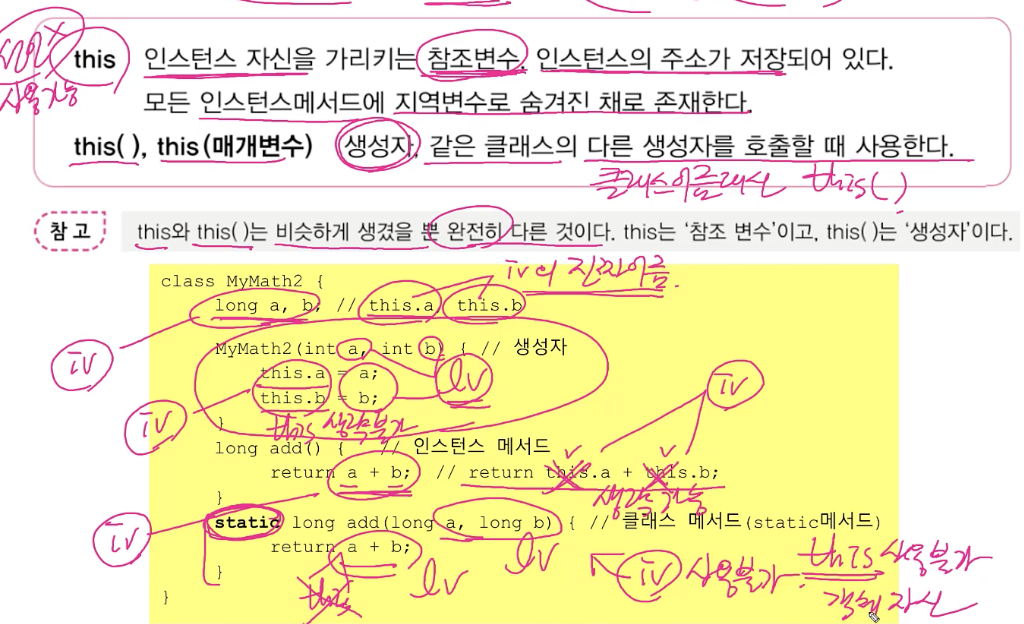 선언X
사용가능
this 인스턴스 자신을 가리키는 참조변수, 인스턴스의 주소가 저장되어 있다.
모든 인스턴스메서드에 지역변수로 숨겨진 채로 존재한다.
this( ), this(매개변수) 생성자, 같은 클래스의 다른 생성자를 호출할 때 사용한다.
클래스이름대신 this( )
참고 this와 this( )는 비슷하게 생겼을 뿐 완전히 다른 것이다. this는 ‘참조 변수’이고, this( )는 ‘생성자’이다.
iv의 진짜이름.
class MyMath2 {
long a, b; // this.a this.b
iv
MyMath2(int a, int b) { // 생성자
this.a = a;
lv
iv
this.b = b;
iv
this 생략불가
}
long add() { // 인스턴스 메서드
return a + b; // return this.a + this.b;
생략가능
}
static long add(long a, long b) { // 클래스 메서드(static메서드)
iv
return a + b;
lv
lv
iv 사용불가
this 사용불가
객체 자신
}
this
}